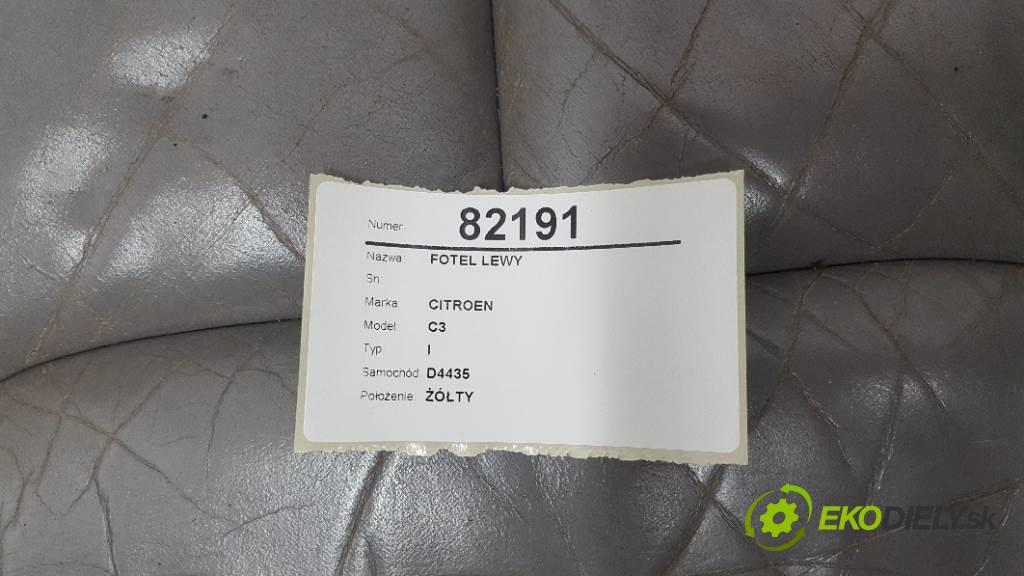 Numer 82191
Nazwa: FOTEL LEWY
Sn:
Marka CITROEN
Model: C3
Typ I
Samochód: D4435
Położenie: ŻÓŁTY
EKODIELY.sk